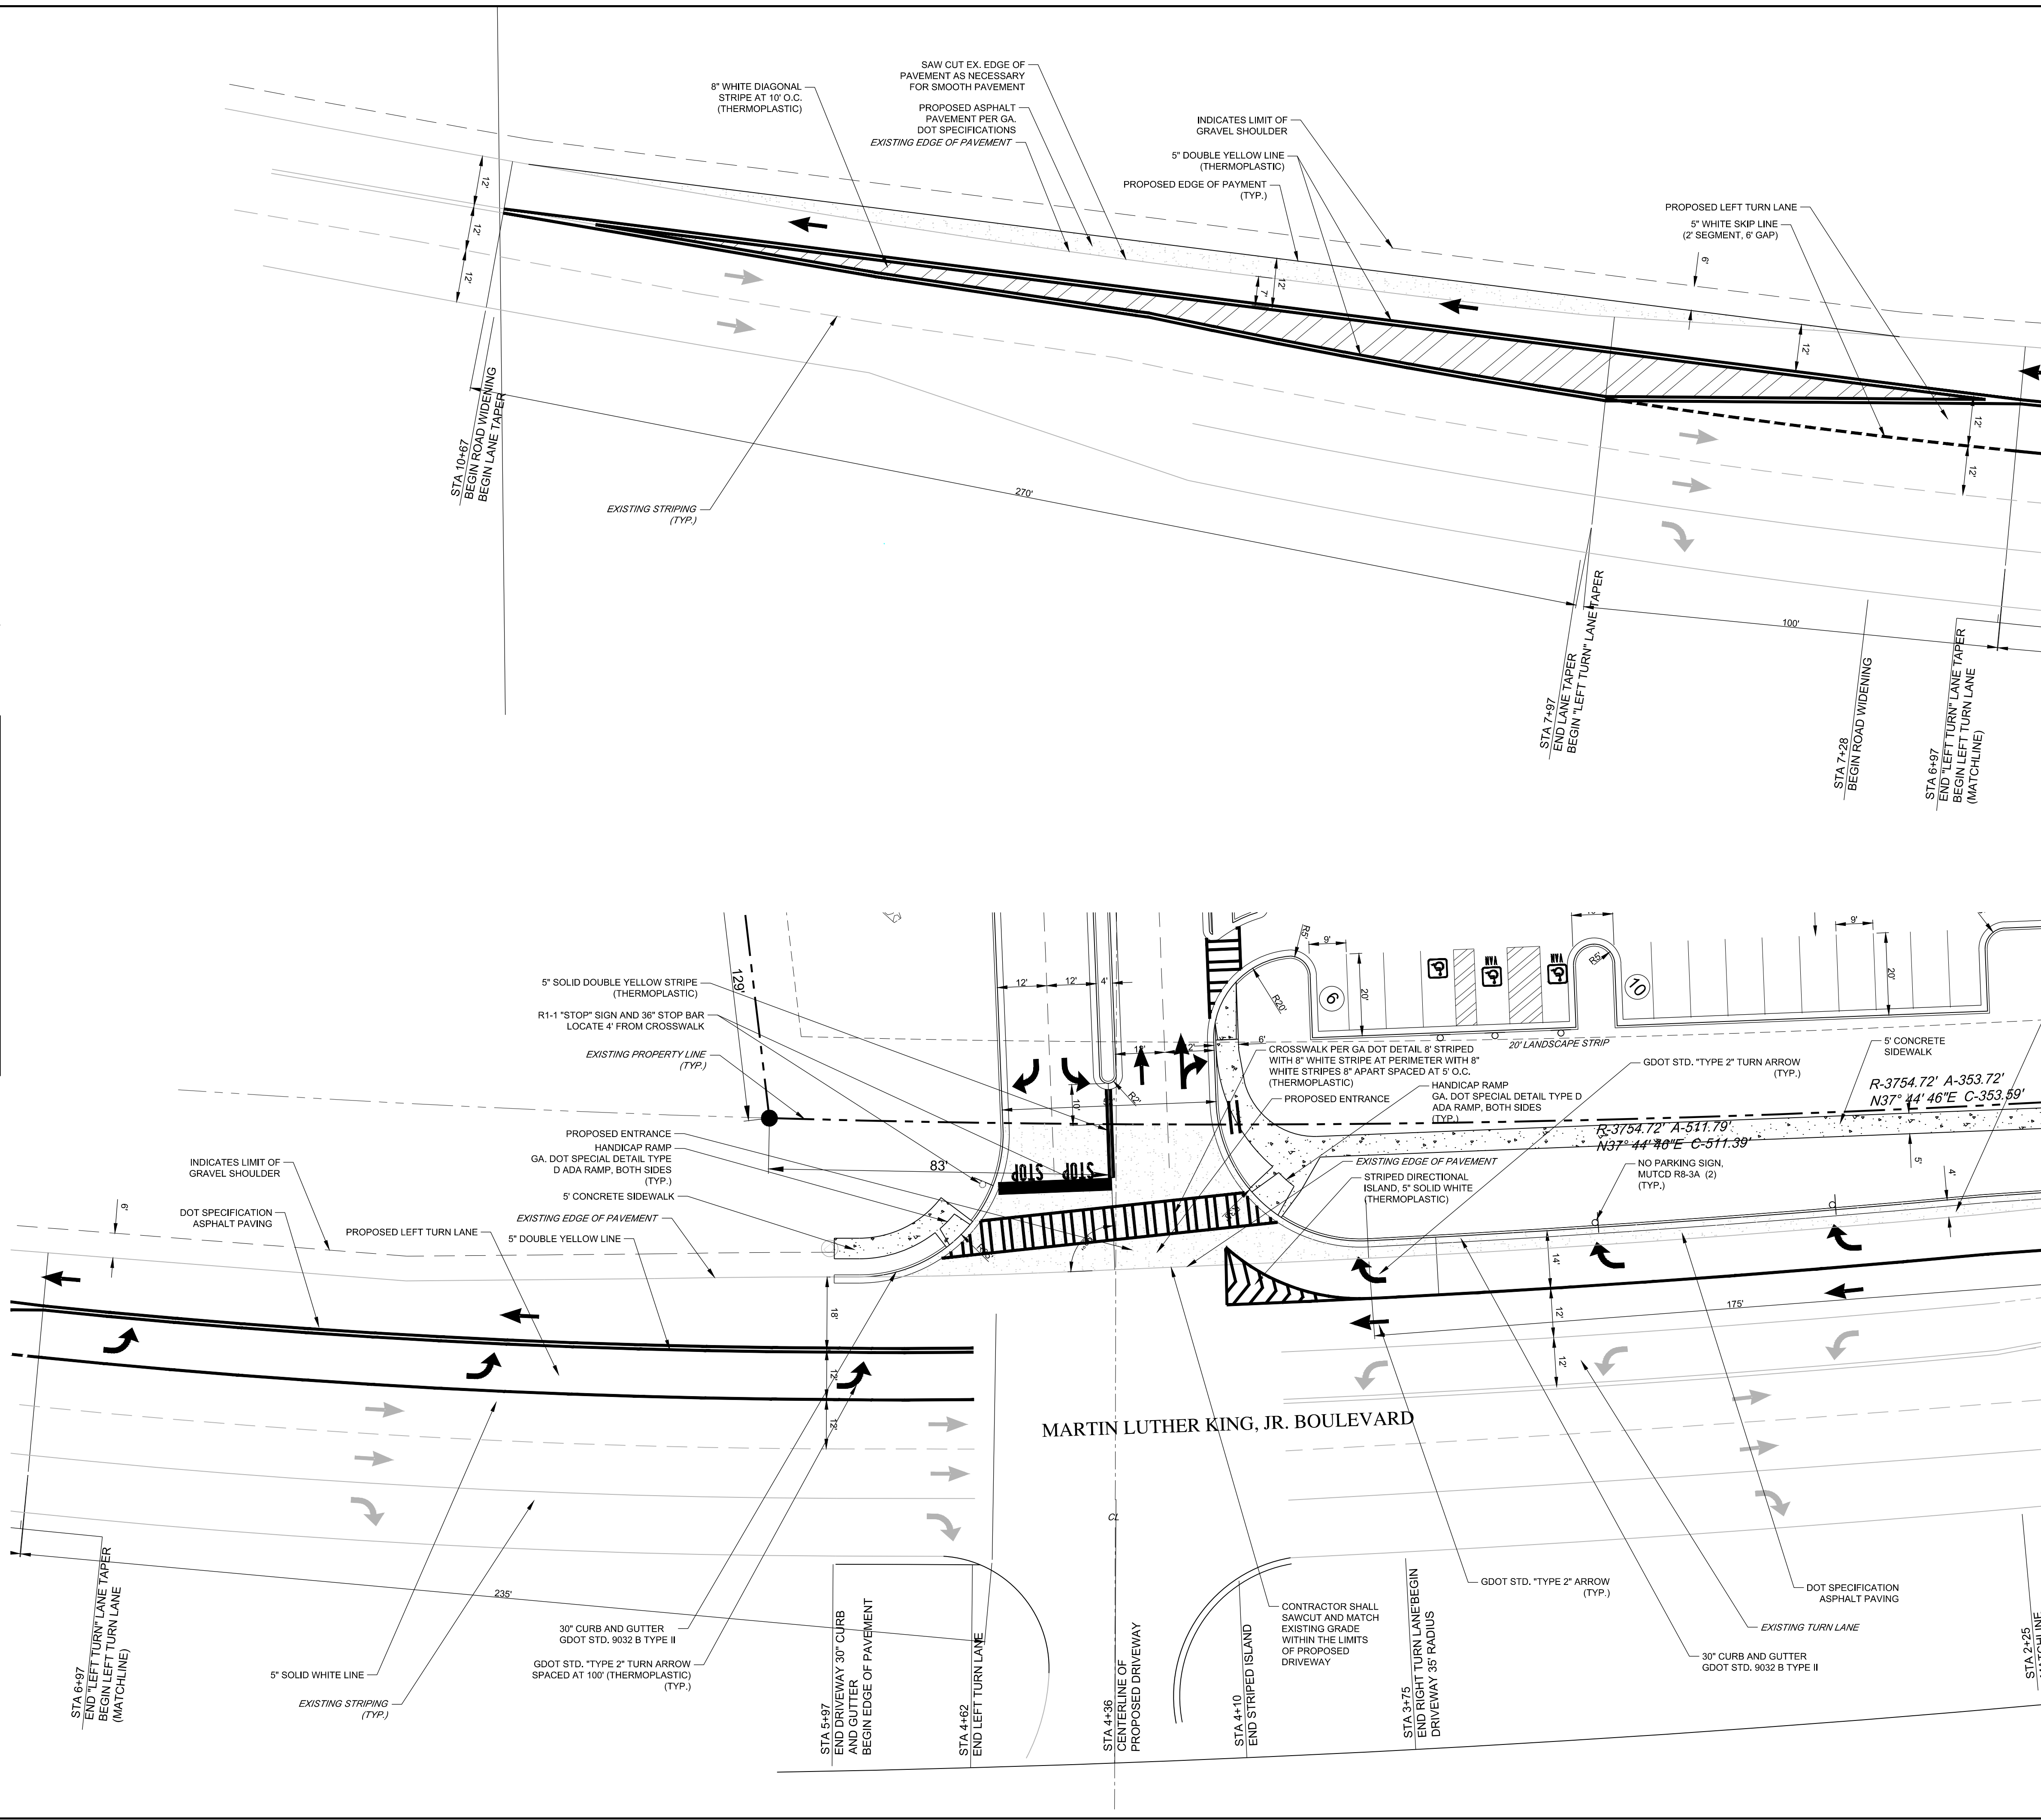 SAW CUT EX. EDGE OF
PAVEMENT AS NECESSARY
FOR SMOOTH PAVEMENT
8" WHITE DIAGONAL
STRIPE AT 10' O.C.
(THERMOPLASTIC)
PROPOSED ASPHALT
PAVEMENT PER GA.
DOT SPECIFICATIONS
EXISTING EDGE OF PAVEMENT
INDICATES LIMIT OF
GRAVEL SHOULDER
5" DOUBLE YELLOW LINE
(THERMOPLASTIC)
PROPOSED EDGE OF PAYMENT
(TYP.)
PROPOSED LEFT TURN LANE
5" WHITE SKIP LINE
(2' SEGMENT, 6' GAP)
12'
12'
12'
12'
7'
6'
12'
12'
12'
STA 10+67
BEGIN ROAD WIDENING
BEGIN LANE TAPER
EXISTING STRIPING
(TYP.)
270'
100'
STA 7+97
END LANE TAPER
BEGIN "LEFT TURN" LANE TAPER
STA 7+28
BEGIN ROAD WIDENING
STA 6+97
END "LEFT TURN" LANE TAPER
BEGIN LEFT TURN LANE
(MATCHLINE)
129'
5" SOLID DOUBLE YELLOW STRIPE
(THERMOPLASTIC)
R1-1 "STOP" SIGN AND 36" STOP BAR
LOCATE 4' FROM CROSSWALK
EXISTING PROPERTY LINE
(TYP.)
12'
12'
4'
10'
R2'
R5'
9'
R20'
6
20'
VAN
VAN
R5'
10
9'
20'
6'
20' LANDSCAPE STRIP
CROSSWALK PER GA DOT DETAIL 8' STRIPED
WITH 8" WHITE STRIPE AT PERIMETER WITH 8"
WHITE STRIPES 8" APART SPACED AT 5' O.C.
(THERMOPLASTIC)
HANDICAP RAMP
GA. DOT SPECIAL DETAIL TYPE D
ADA RAMP, BOTH SIDES
(TYP.)
PROPOSED ENTRANCE
GDOT STD. "TYPE 2" TURN ARROW
(TYP.)
5' CONCRETE
SIDEWALK
R-3754.72' A-353.72'
N37° 44' 46"E C-353.59'
R-3754.72' A-511.79'
N37° 44' 46"E C-511.39'
PROPOSED ENTRANCE
HANDICAP RAMP
GA. DOT SPECIAL DETAIL TYPE
D ADA RAMP, BOTH SIDES
(TYP.)
5' CONCRETE SIDEWALK
EXISTING EDGE OF PAVEMENT
83'
STOP
STOP
EXISTING EDGE OF PAVEMENT
STRIPED DIRECTIONAL
ISLAND, 5" SOLID WHITE
(THERMOPLASTIC)
NO PARKING SIGN,
MUTCD R8-3A (2)
(TYP.)
5'
4'
INDICATES LIMIT OF
GRAVEL SHOULDER
6'
DOT SPECIFICATION
ASPHALT PAVING
PROPOSED LEFT TURN LANE
5" DOUBLE YELLOW LINE
18'
12'
12'
14'
12'
12'
175'
MARTIN LUTHER KING, JR. BOULEVARD
CL
235'
STA 6+97
END "LEFT TURN" LANE TAPER
BEGIN LEFT TURN LANE
(MATCHLINE)
5" SOLID WHITE LINE
EXISTING STRIPING
(TYP.)
30" CURB AND GUTTER
GDOT STD. 9032 B TYPE II
GDOT STD. "TYPE 2" TURN ARROW
SPACED AT 100' (THERMOPLASTIC)
(TYP.)
STA 5+97
END DRIVEWAY 30" CURB
AND GUTTER
BEGIN EDGE OF PAVEMENT
STA 4+62
END LEFT TURN LANE
STA 4+36
CENTERLINE OF
PROPOSED DRIVEWAY
STA 4+10
END STRIPED ISLAND
CONTRACTOR SHALL
SAWCUT AND MATCH
EXISTING GRADE
WITHIN THE LIMITS
OF PROPOSED
DRIVEWAY
STA 3+75
END RIGHT TURN LANE BEGIN
DRIVEWAY 35' RADIUS
GDOT STD. "TYPE 2" ARROW
(TYP.)
DOT SPECIFICATION
ASPHALT PAVING
EXISTING TURN LANE
30" CURB AND GUTTER
GDOT STD. 9032 B TYPE II
STA 2+25